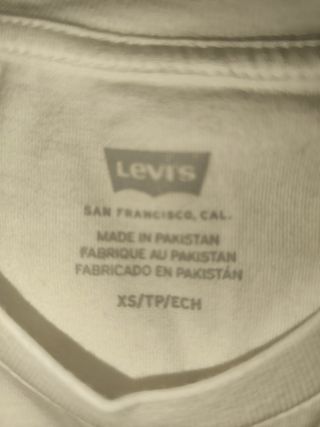 Levi's
SAN FRANCISCO, CAL.
MADE IN PAKISTAN
FABRIQUE AU PAKISTAN
FABRICADO EN PAKISTÁN
XS/TP/ECH